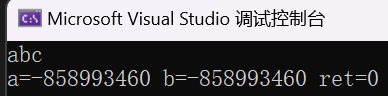 Microsoft Visual Studio 调试控制台
abc
a=-858993460 b=-858993460 ret=0